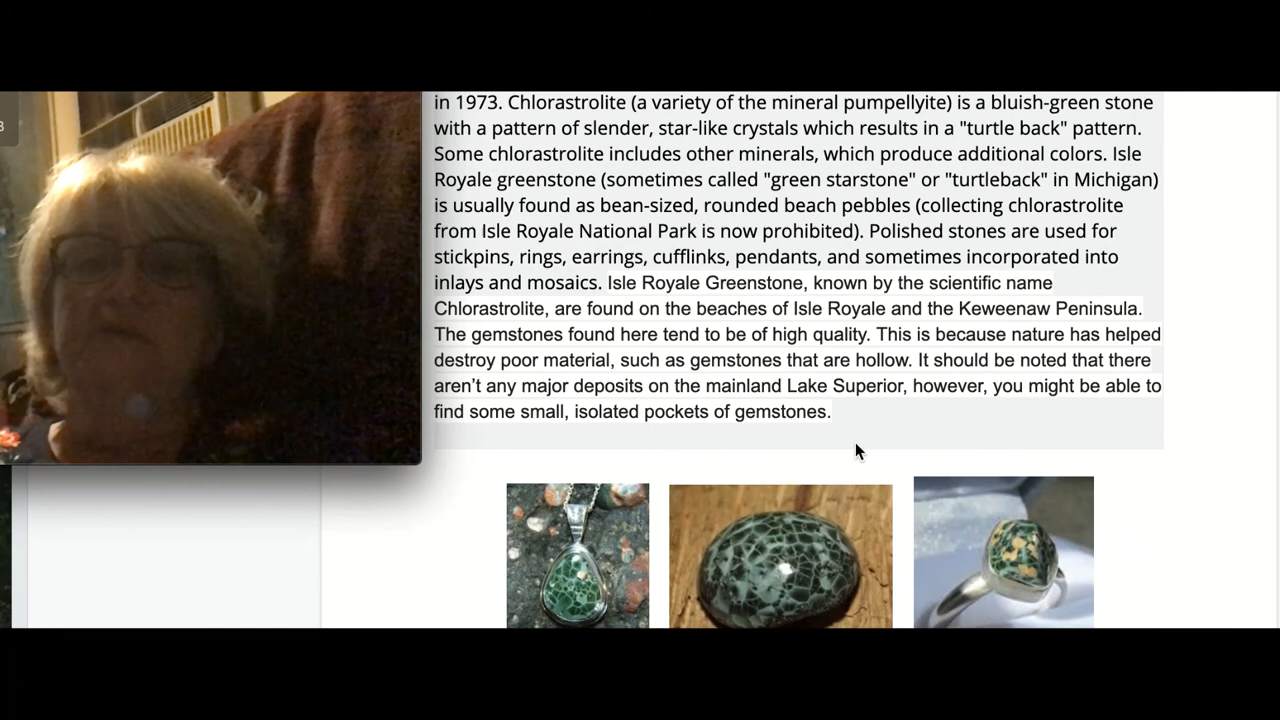 3
in 1973. Chlorastrolite (a variety of the mineral pumpellyite) is a bluish-green stone
with a pattern of slender, star-like crystals which results in a "turtle back" pattern.
Some chlorastrolite includes other minerals, which produce additional colors. Isle
Royale greenstone (sometimes called "green starstone" or "turtleback" in Michigan)
is usually found as bean-sized, rounded beach pebbles (collecting chlorastrolite
from Isle Royale National Park is now prohibited). Polished stones are used for
stickpins, rings, earrings, cufflinks, pendants, and sometimes incorporated into
inlays and mosaics. Isle Royale Greenstone, known by the scientific name
Chlorastrolite, are found on the beaches of Isle Royale and the Keweenaw Peninsula.
The gemstones found here tend to be of high quality. This is because nature has helped
destroy poor material, such as gemstones that are hollow. It should be noted that there
aren’t any major deposits on the mainland Lake Superior, however, you might be able to
find some small, isolated pockets of gemstones.